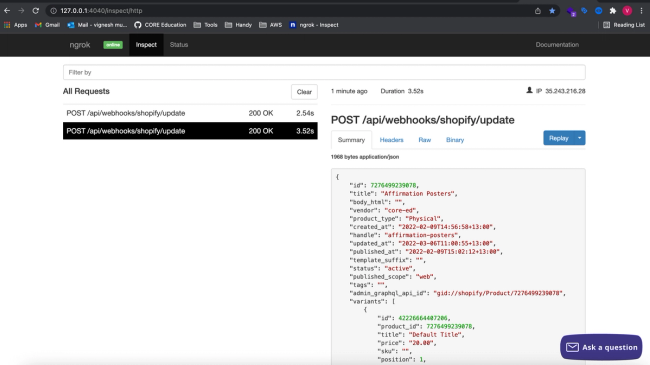 127.0.0.1:4040/inspect/http
Apps Gmail Mail - vignesh mu... CORE Education Tools Handy AWS ngrok - Inspect Reading List
ngrok online Inspect Status Documentation
Filter by
All Requests Clear
POST /api/webhooks/shopify/update 200 OK 2.54s
POST /api/webhooks/shopify/update 200 OK 3.52s
1 minute ago Duration 3.52s IP 35.243.216.28
POST /api/webhooks/shopify/update
Summary Headers Raw Binary Replay
1968 bytes application/json
{
"id": 7276499239078,
"title": "Affirmation Posters",
"body_html": "",
"vendor": "core-ed",
"product_type": "Physical",
"created_at": "2022-02-09T14:56:58+13:00",
"handle": "affirmation-posters",
"updated_at": "2022-03-06T11:00:55+13:00",
"published_at": "2022-02-09T15:02:12+13:00",
"template_suffix": "",
"status": "active",
"published_scope": "web",
"tags": "",
"admin_graphql_api_id": "gid://shopify/Product/7276499239078",
"variants": [
{
"id": 42226664407206,
"product_id": 7276499239078,
"title": "Default Title",
"price": "20.00",
"sku": "",
"position": 1,
Ask a question